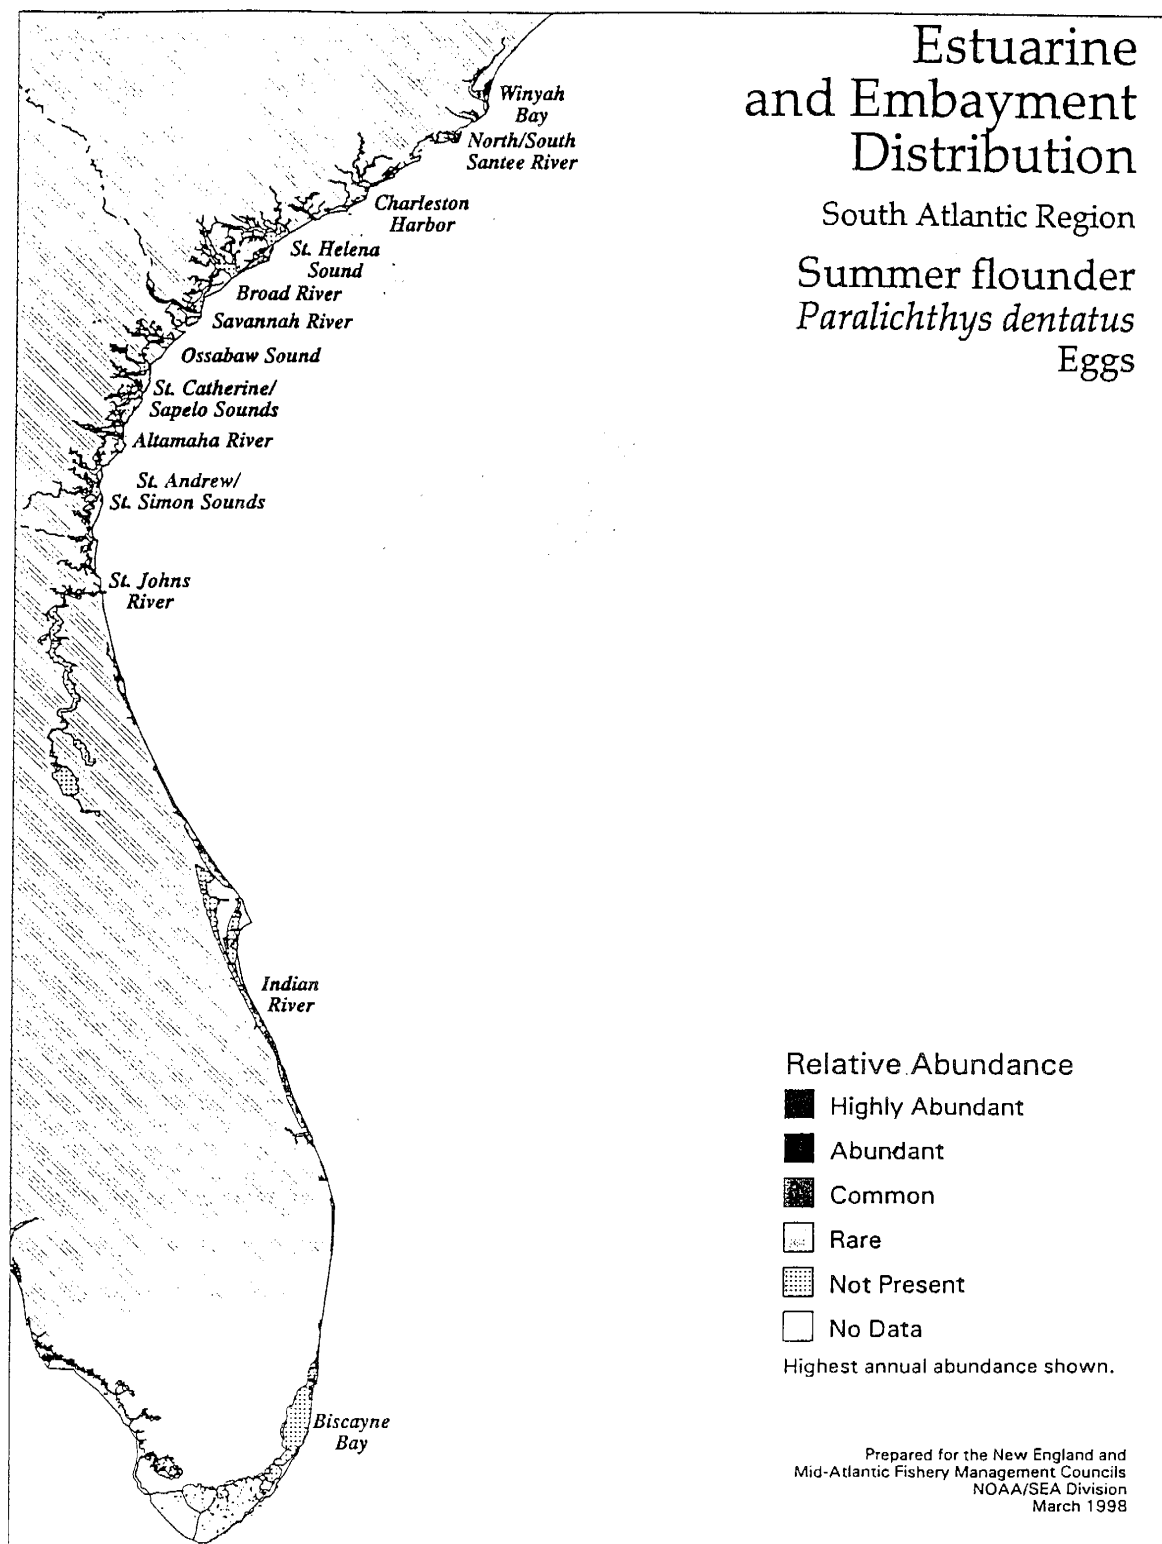 Estuarine
and Embayment
Distribution
South Atlantic Region
Summer flounder
Paralichthys dentatus
Eggs
Winyah
Bay
North/South
Santee River
Charleston
Harbor
St. Helena
Sound
Broad River
Savannah River
Ossabaw Sound
St. Catherine/
Sapelo Sounds
Altamaha River
St. Andrew/
St. Simon Sounds
St. Johns
River
Indian
River
Biscayne
Bay
Relative Abundance
Highly Abundant
Abundant
Common
Rare
Not Present
No Data
Highest annual abundance shown.
Prepared for the New England and
Mid-Atlantic Fishery Management Councils
NOAA/SEA Division
March 1998